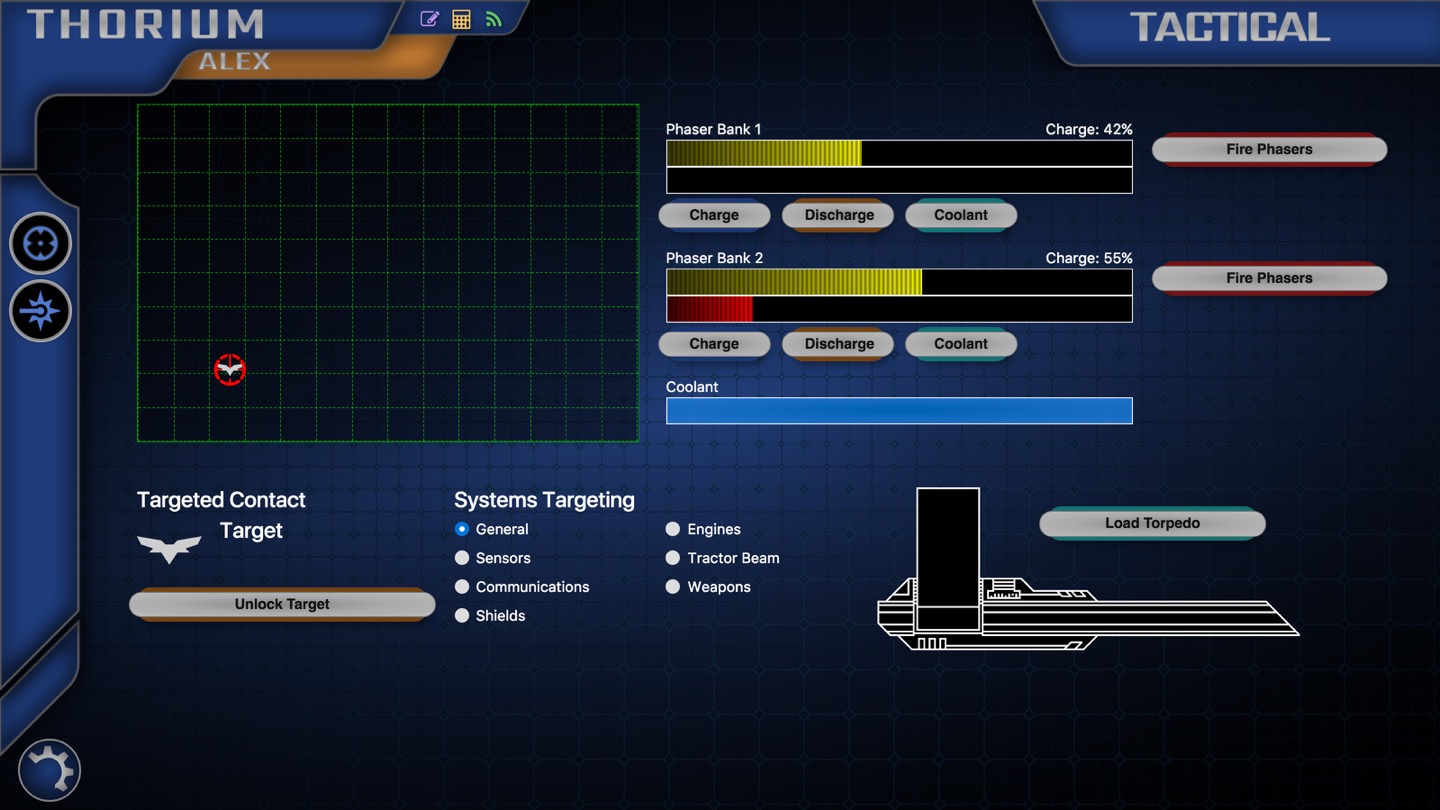 THORIUM
ALEX
TACTICAL
Phaser Bank 1 Charge: 42%
Fire Phasers
Charge Discharge Coolant
Phaser Bank 2 Charge: 55%
Fire Phasers
Charge Discharge Coolant
Coolant
Targeted Contact
Target
Unlock Target
Systems Targeting
General
Sensors
Communications
Shields
Engines
Tractor Beam
Weapons
Load Torpedo